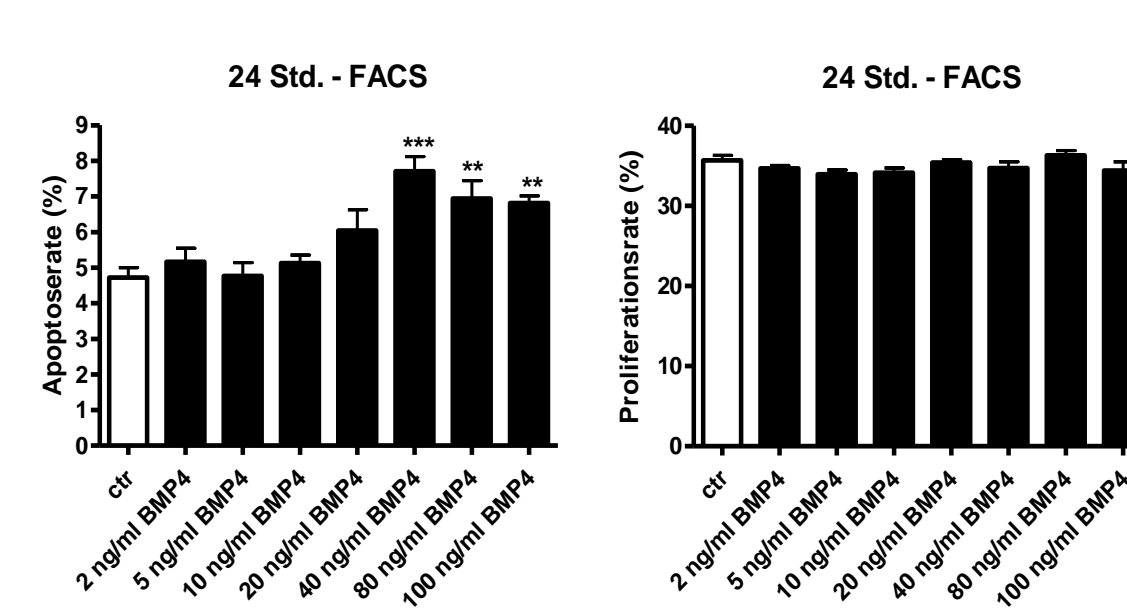 24 Std. - FACS
Apoptoserate (%)
9
8
7
6
5
4
3
2
1
0
***
**
**
ctr
2 ng/ml BMP4
5 ng/ml BMP4
10 ng/ml BMP4
20 ng/ml BMP4
40 ng/ml BMP4
80 ng/ml BMP4
100 ng/ml BMP4
24 Std. - FACS
Proliferationsrate (%)
40
30
20
10
0
ctr
2 ng/ml BMP4
5 ng/ml BMP4
10 ng/ml BMP4
20 ng/ml BMP4
40 ng/ml BMP4
80 ng/ml BMP4
100 ng/ml BMP4